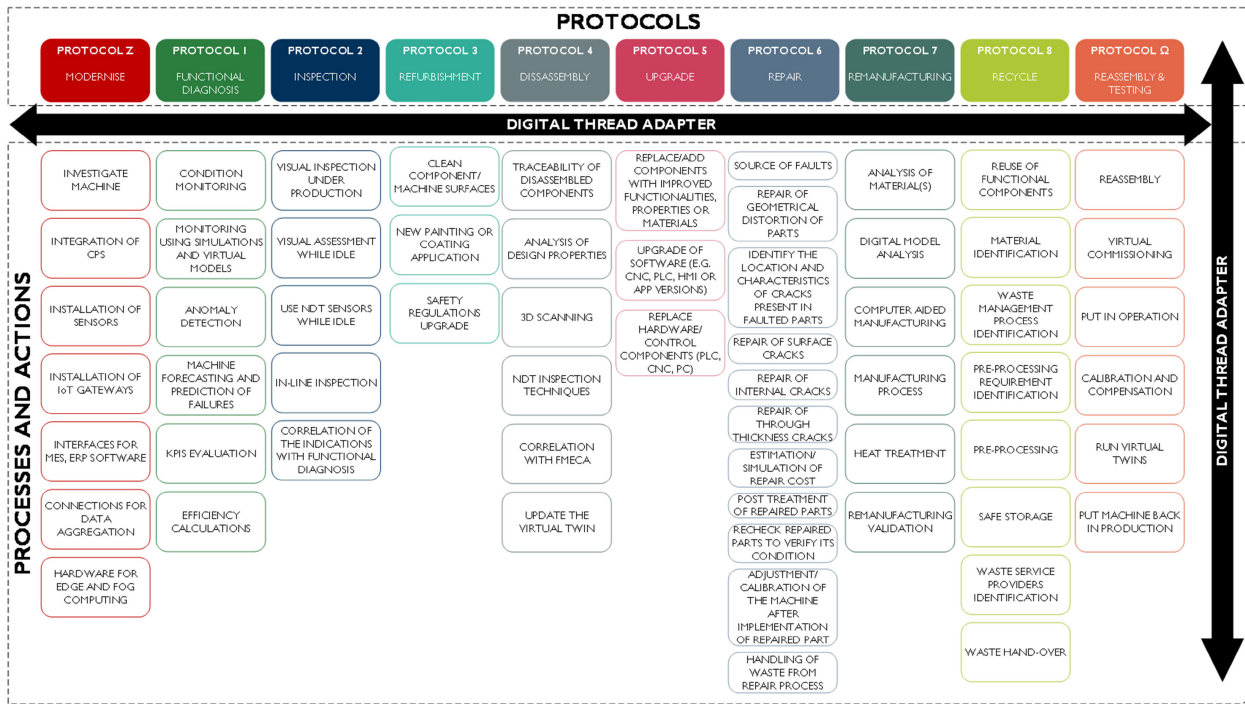 PROTOCOLS
PROTOCOL Z
MODERNISE
PROTOCOL 1
FUNCTIONAL
DIAGNOSIS
PROTOCOL 2
INSPECTION
PROTOCOL 3
REFURBISHMENT
PROTOCOL 4
DISSASSEMBLY
PROTOCOL 5
UPGRADE
PROTOCOL 6
REPAIR
PROTOCOL 7
REMANUFACTURING
PROTOCOL 8
RECYCLE
PROTOCOL Ω
REASSEMBLY &
TESTING
DIGITAL THREAD ADAPTER
DIGITAL THREAD ADAPTER
PROCESSES AND ACTIONS
INVESTIGATE
MACHINE
INTEGRATION OF
CPS
INSTALLATION OF
SENSORS
INSTALLATION OF
IoT GATEWAYS
INTERFACES FOR
MES, ERP SOFTWARE
CONNECTIONS FOR
DATA
AGGREGATION
HARDWARE FOR
EDGE AND FOG
COMPUTING
CONDITION
MONITORING
MONITORING
USING SIMULATIONS
AND VIRTUAL
MODELS
ANOMALY
DETECTION
MACHINE
FORECASTING AND
PREDICTION OF
FAILURES
KPIS EVALUATION
EFFICIENCY
CALCULATIONS
VISUAL INSPECTION
UNDER
PRODUCTION
VISUAL ASSESSMENT
WHILE IDLE
USE NDT SENSORS
WHILE IDLE
IN-LINE INSPECTION
CORRELATION OF
THE INDICATIONS
WITH FUNCTIONAL
DIAGNOSIS
CLEAN
COMPONENT/
MACHINE SURFACES
NEW PAINTING OR
COATING
APPLICATION
SAFETY
REGULATIONS
UPGRADE
TRACEABILITY OF
DISASSEMBLED
COMPONENTS
ANALYSIS OF
DESIGN PROPERTIES
3D SCANNING
NDT INSPECTION
TECHNIQUES
CORRELATION
WITH FMECA
UPDATE THE
VIRTUAL TWIN
REPLACE/ADD
COMPONENTS
WITH IMPROVED
FUNCTIONALITIES,
PROPERTIES OR
MATERIALS
UPGRADE OF
SOFTWARE (E.G.
CNC, PLC, HMI OR
APP VERSIONS)
REPLACE
HARDWARE/
CONTROL
COMPONENTS (PLC,
CNC, PC)
SOURCE OF FAULTS
REPAIR OF
GEOMETRICAL
DISTORTION OF
PARTS
IDENTIFY THE
LOCATION AND
CHARACTERISTICS
OF CRACKS
PRESENT IN
FAULTED PARTS
REPAIR OF SURFACE
CRACKS
REPAIR OF
INTERNAL CRACKS
REPAIR OF
THROUGH
THICKNESS CRACKS
ESTIMATION/
SIMULATION OF
REPAIR COST
POST TREATMENT
OF REPAIRED PARTS
RECHECK REPAIRED
PARTS TO VERIFY ITS
CONDITION
ADJUSTMENT/
CALIBRATION OF
THE MACHINE
AFTER
IMPLEMENTATION
OF REPAIRED PART
HANDLING OF
WASTE FROM
REPAIR PROCESS
ANALYSIS OF
MATERIAL(S)
DIGITAL MODEL
ANALYSIS
COMPUTER AIDED
MANUFACTURING
MANUFACTURING
PROCESS
HEAT TREATMENT
REMANUFACTURING
VALIDATION
REUSE OF
FUNCTIONAL
COMPONENTS
MATERIAL
IDENTIFICATION
WASTE
MANAGEMENT
PROCESS
IDENTIFICATION
PRE-PROCESSING
REQUIREMENT
IDENTIFICATION
PRE-PROCESSING
SAFE STORAGE
WASTE SERVICE
PROVIDERS
IDENTIFICATION
WASTE HAND-OVER
REASSEMBLY
VIRTUAL
COMMISSIONING
PUT IN OPERATION
CALIBRATION AND
COMPENSATION
RUN VIRTUAL
TWINS
PUT MACHINE BACK
IN PRODUCTION